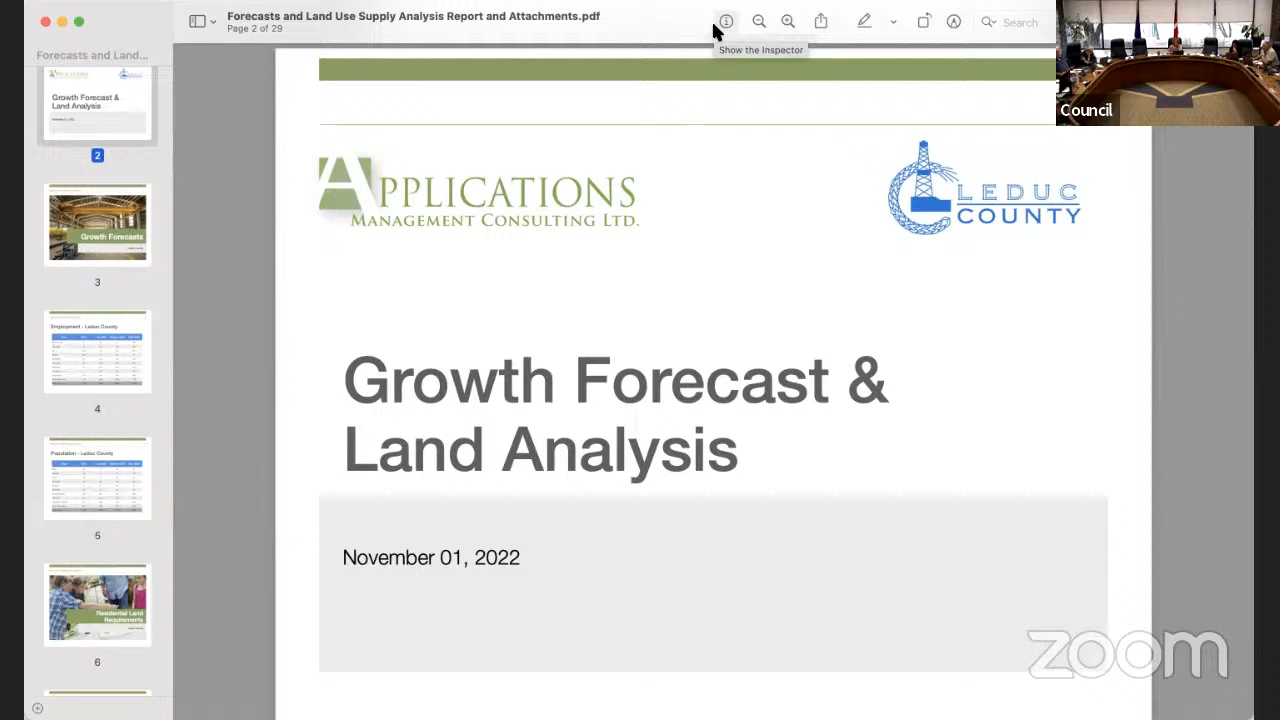 Forecasts and Land Use Supply Analysis Report and Attachments.pdf
Page 2 of 29
Search
Show the Inspector
Council
Forecasts and Land...
Growth Forecast &
Land Analysis
2
Growth Forecasts
3
Employment - Leduc County
4
Population - Leduc County
5
Residential Land
Requirements
6
APPLICATIONS
MANAGEMENT CONSULTING LTD.
LEDUC
COUNTY
Growth Forecast &
Land Analysis
November 01, 2022
zoom